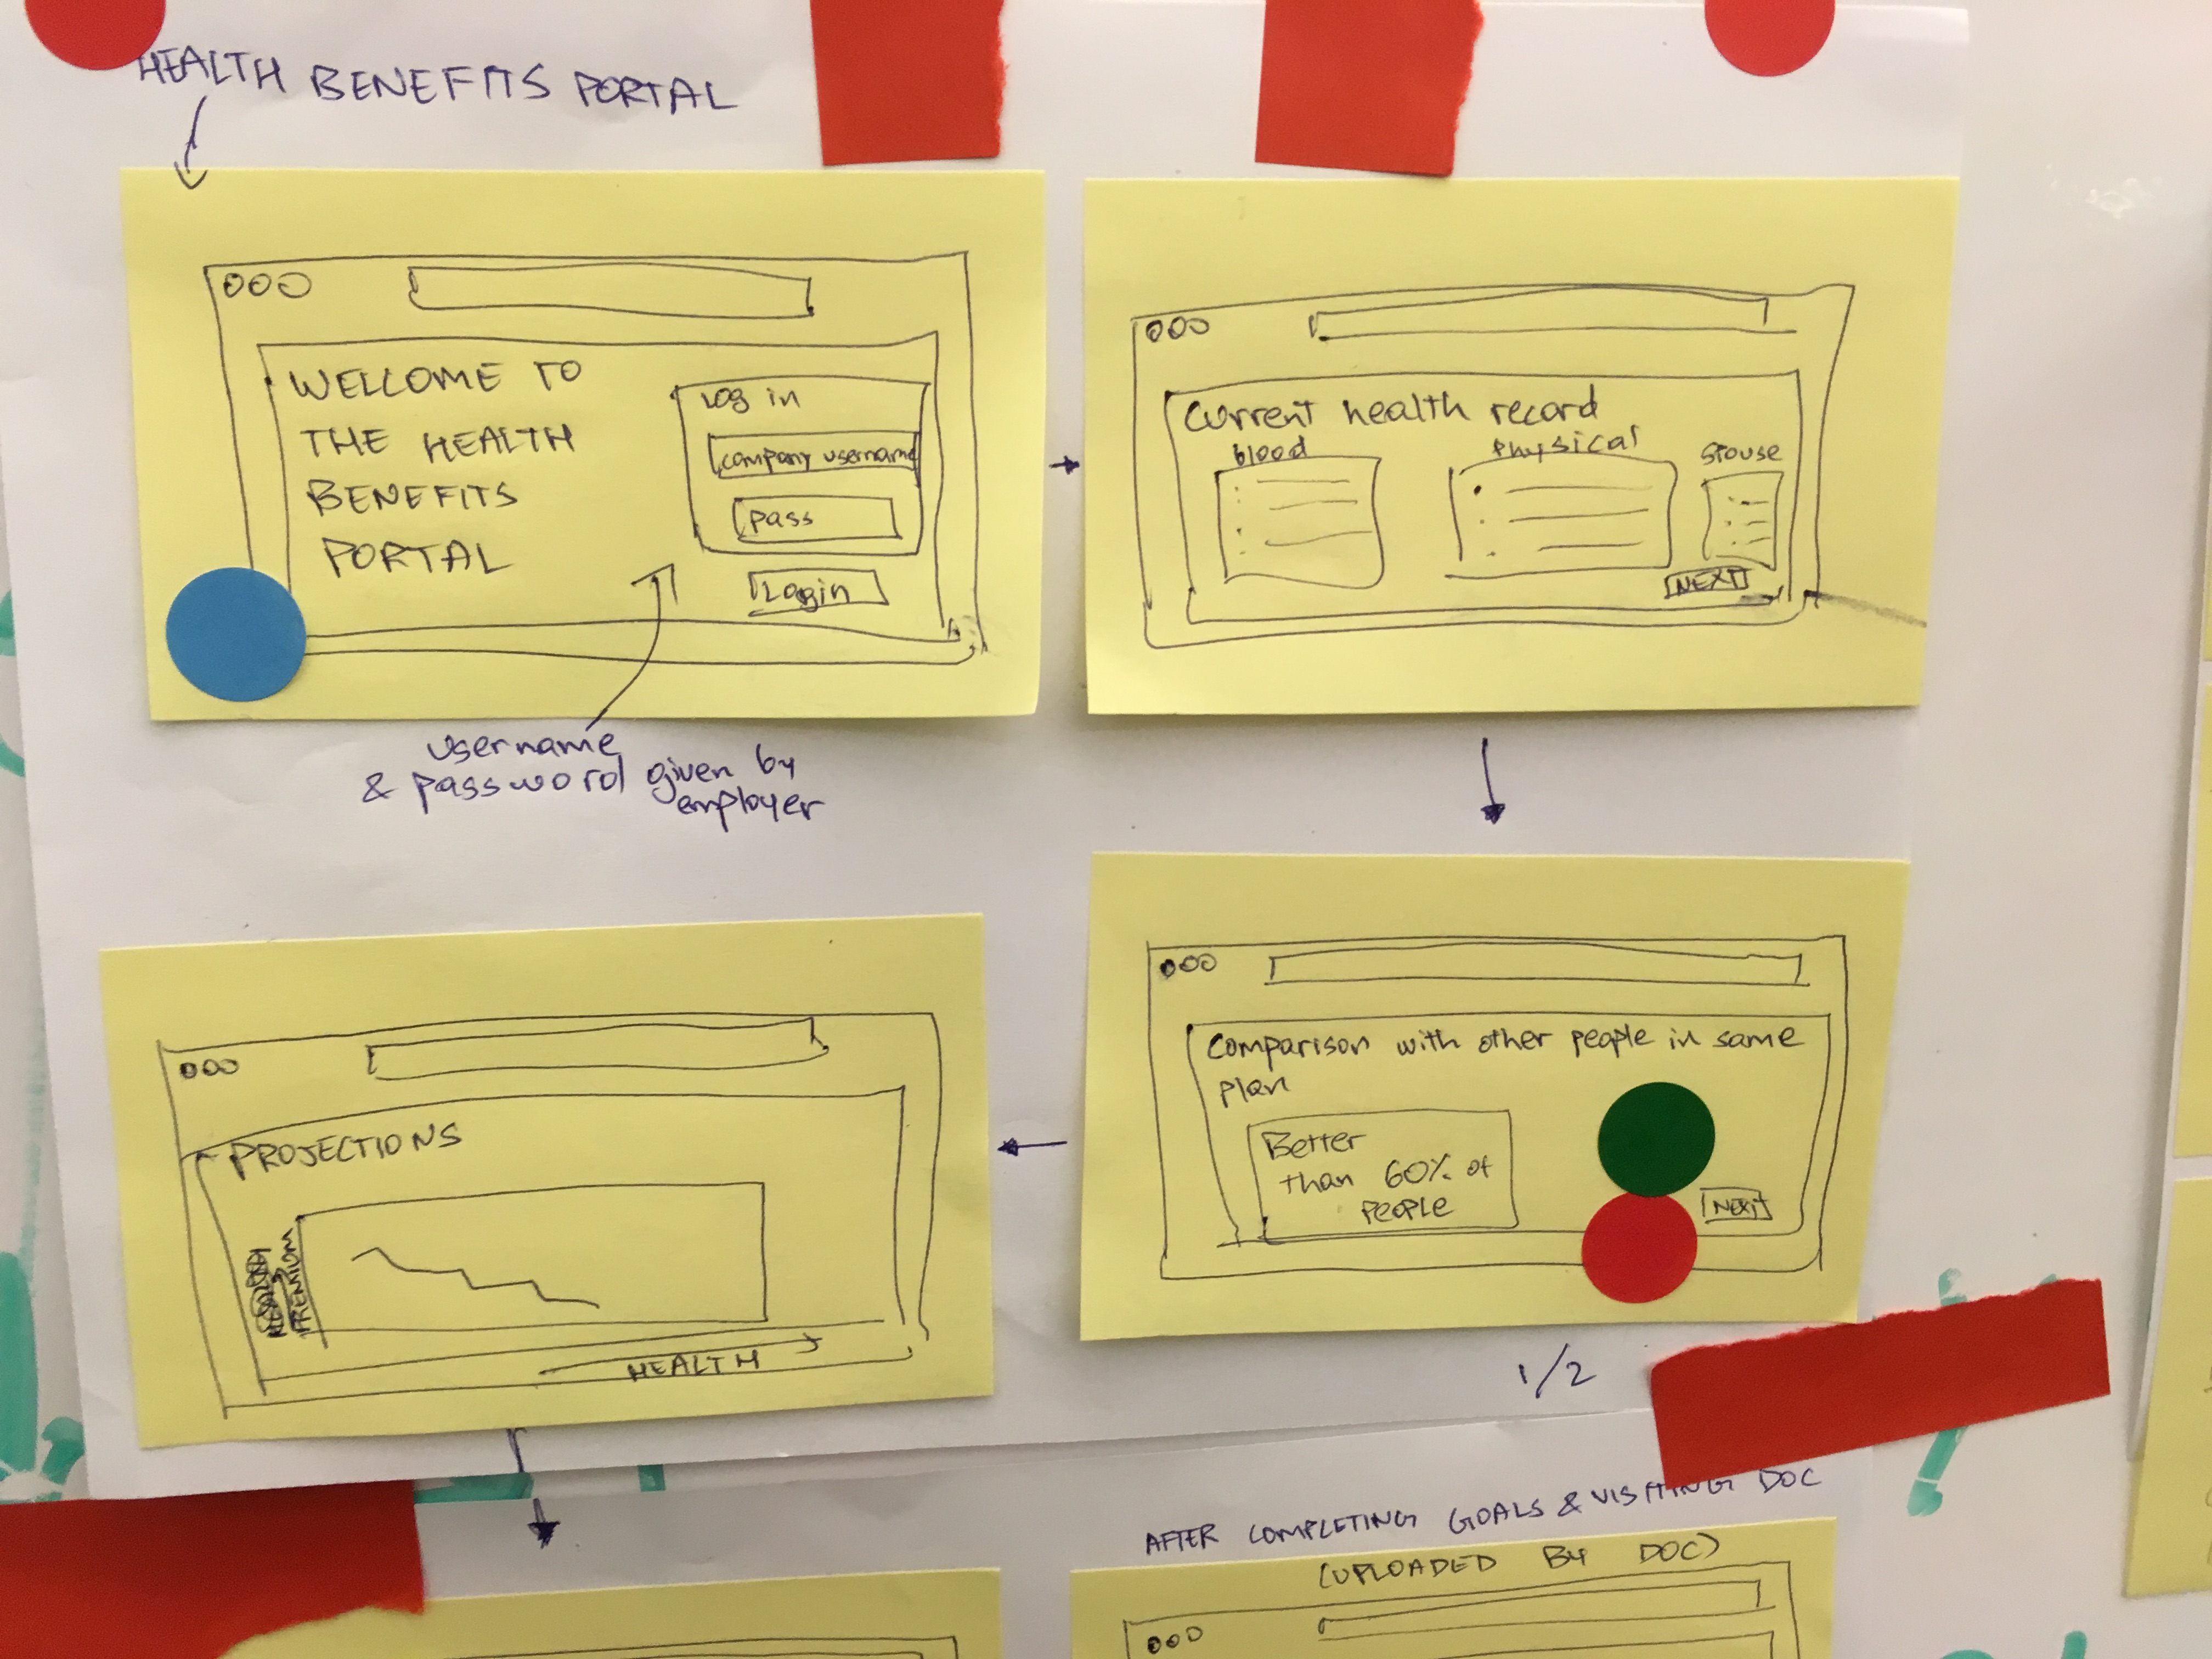 HEALTH BENEFITS PORTAL
WELCOME TO
THE HEALTH
BENEFITS
PORTAL
Log in
company username
pass
Login
username
& password given by
employer
Current health record
blood
Physical
Spouse
NEXT
Comparison with other people in same
plan
Better
than 60% of
people
NEXT
1/2
PROJECTIONS
PREMIUM
HEALTH
AFTER COMPLETING GOALS & VISITING DOC
(UPLOADED BY DOC)